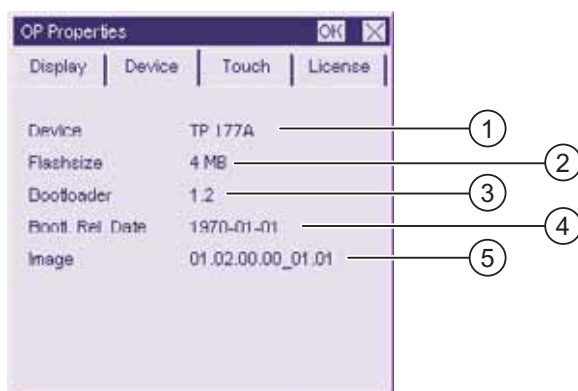 OP Properties OK
Display Device Touch License
Device TP 177A 1
Flashsize 4 MB 2
Bootloader 1.2 3
Bootl. Rel. Date 1970-01-01 4
Image 01.02.00.00_01.01 5